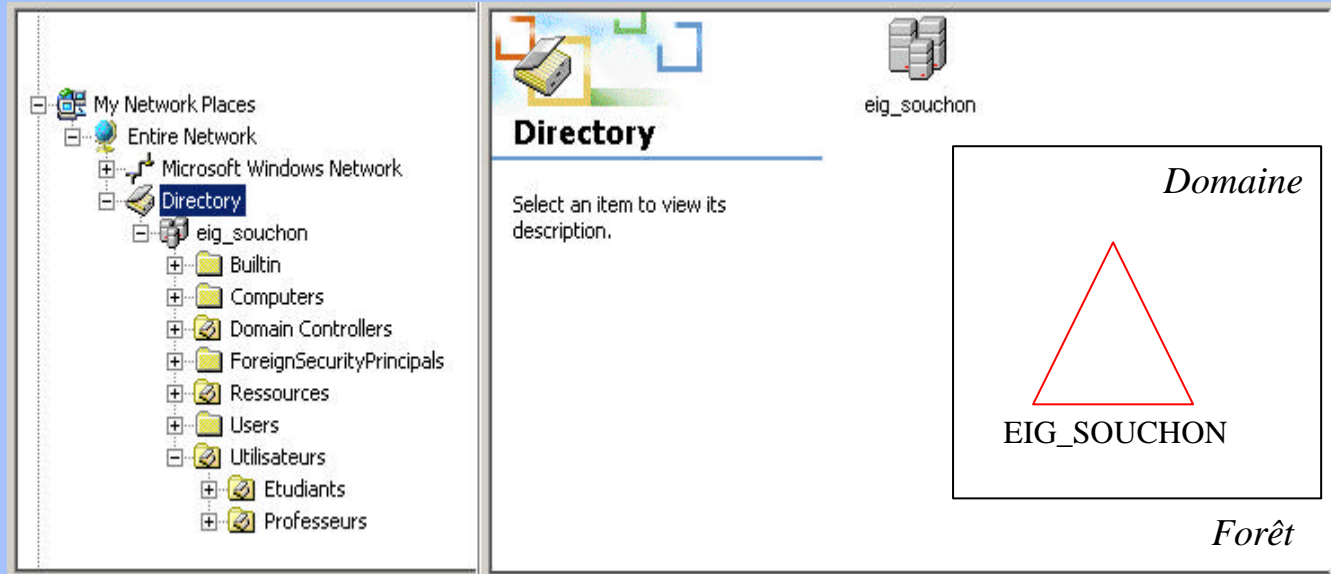 My Network Places
Entire Network
Microsoft Windows Network
Directory
eig_souchon
Builtin
Computers
Domain Controllers
ForeignSecurityPrincipals
Ressources
Users
Utilisateurs
Etudiants
Professeurs
Directory
Select an item to view its
description.
eig_souchon
Domaine
EIG_SOUCHON
Forêt